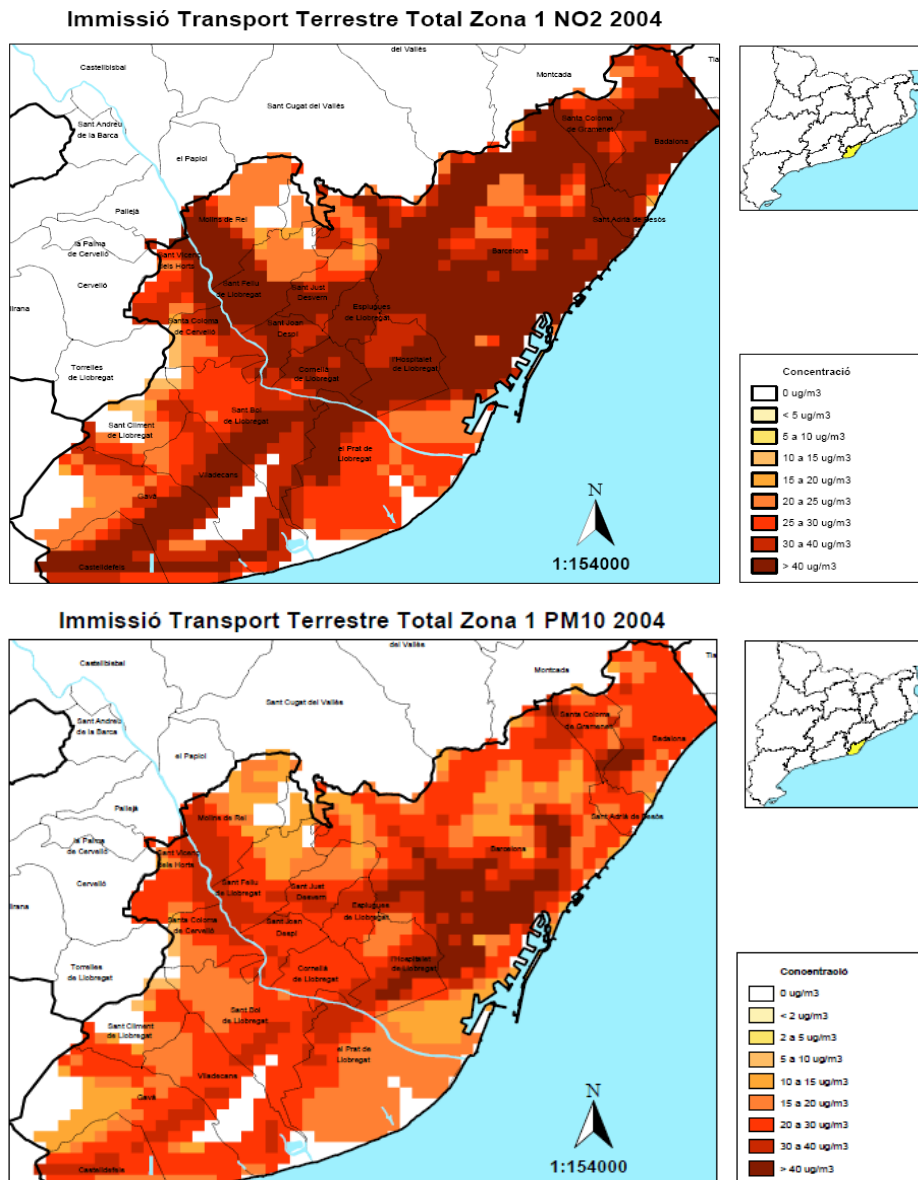 Immissió Transport Terrestre Total Zona 1 NO2 2004
del Vallès
Castellbisbal
Montcada
Tia
Sant Cugat del Vallès
Sant Andreu
de la Barca
Santa Coloma
de Gramenet
Badalona
el Papiol
Pallejà
Molins de Rei
Sant Adrià de Besòs
la Palma
de Cervelló
Sant Vicenç
dels Horts
Barcelona
Cervelló
Sant Feliu
de Llobregat
Sant Just
Desvern
Irana
Esplugues
de Llobregat
Santa Coloma
de Cervelló
Sant Joan
Despí
Torrelles
de Llobregat
Cornellà
de Llobregat
l'Hospitalet
de Llobregat
Sant Boi
de Llobregat
Sant Climent
de Llobregat
el Prat de
Llobregat
Viladecans
Gavà
Castelldefels
N
1:154000
Concentració
0 ug/m3
< 5 ug/m3
5 a 10 ug/m3
10 a 15 ug/m3
15 a 20 ug/m3
20 a 25 ug/m3
25 a 30 ug/m3
30 a 40 ug/m3
> 40 ug/m3
Immissió Transport Terrestre Total Zona 1 PM10 2004
del Vallès
Castellbisbal
Montcada
Tia
Sant Cugat del Vallès
Sant Andreu
de la Barca
Santa Coloma
de Gramenet
Badalona
el Papiol
Pallejà
Molins de Rei
Sant Adrià de Besòs
la Palma
de Cervelló
Sant Vicenç
dels Horts
Barcelona
Cervelló
Sant Feliu
de Llobregat
Sant Just
Desvern
Irana
Esplugues
de Llobregat
Santa Coloma
de Cervelló
Sant Joan
Despí
Torrelles
de Llobregat
Cornellà
de Llobregat
l'Hospitalet
de Llobregat
Sant Boi
de Llobregat
Sant Climent
de Llobregat
el Prat de
Llobregat
Viladecans
Gavà
Castelldefels
N
1:154000
Concentració
0 ug/m3
< 2 ug/m3
2 a 5 ug/m3
5 a 10 ug/m3
10 a 15 ug/m3
15 a 20 ug/m3
20 a 30 ug/m3
30 a 40 ug/m3
> 40 ug/m3